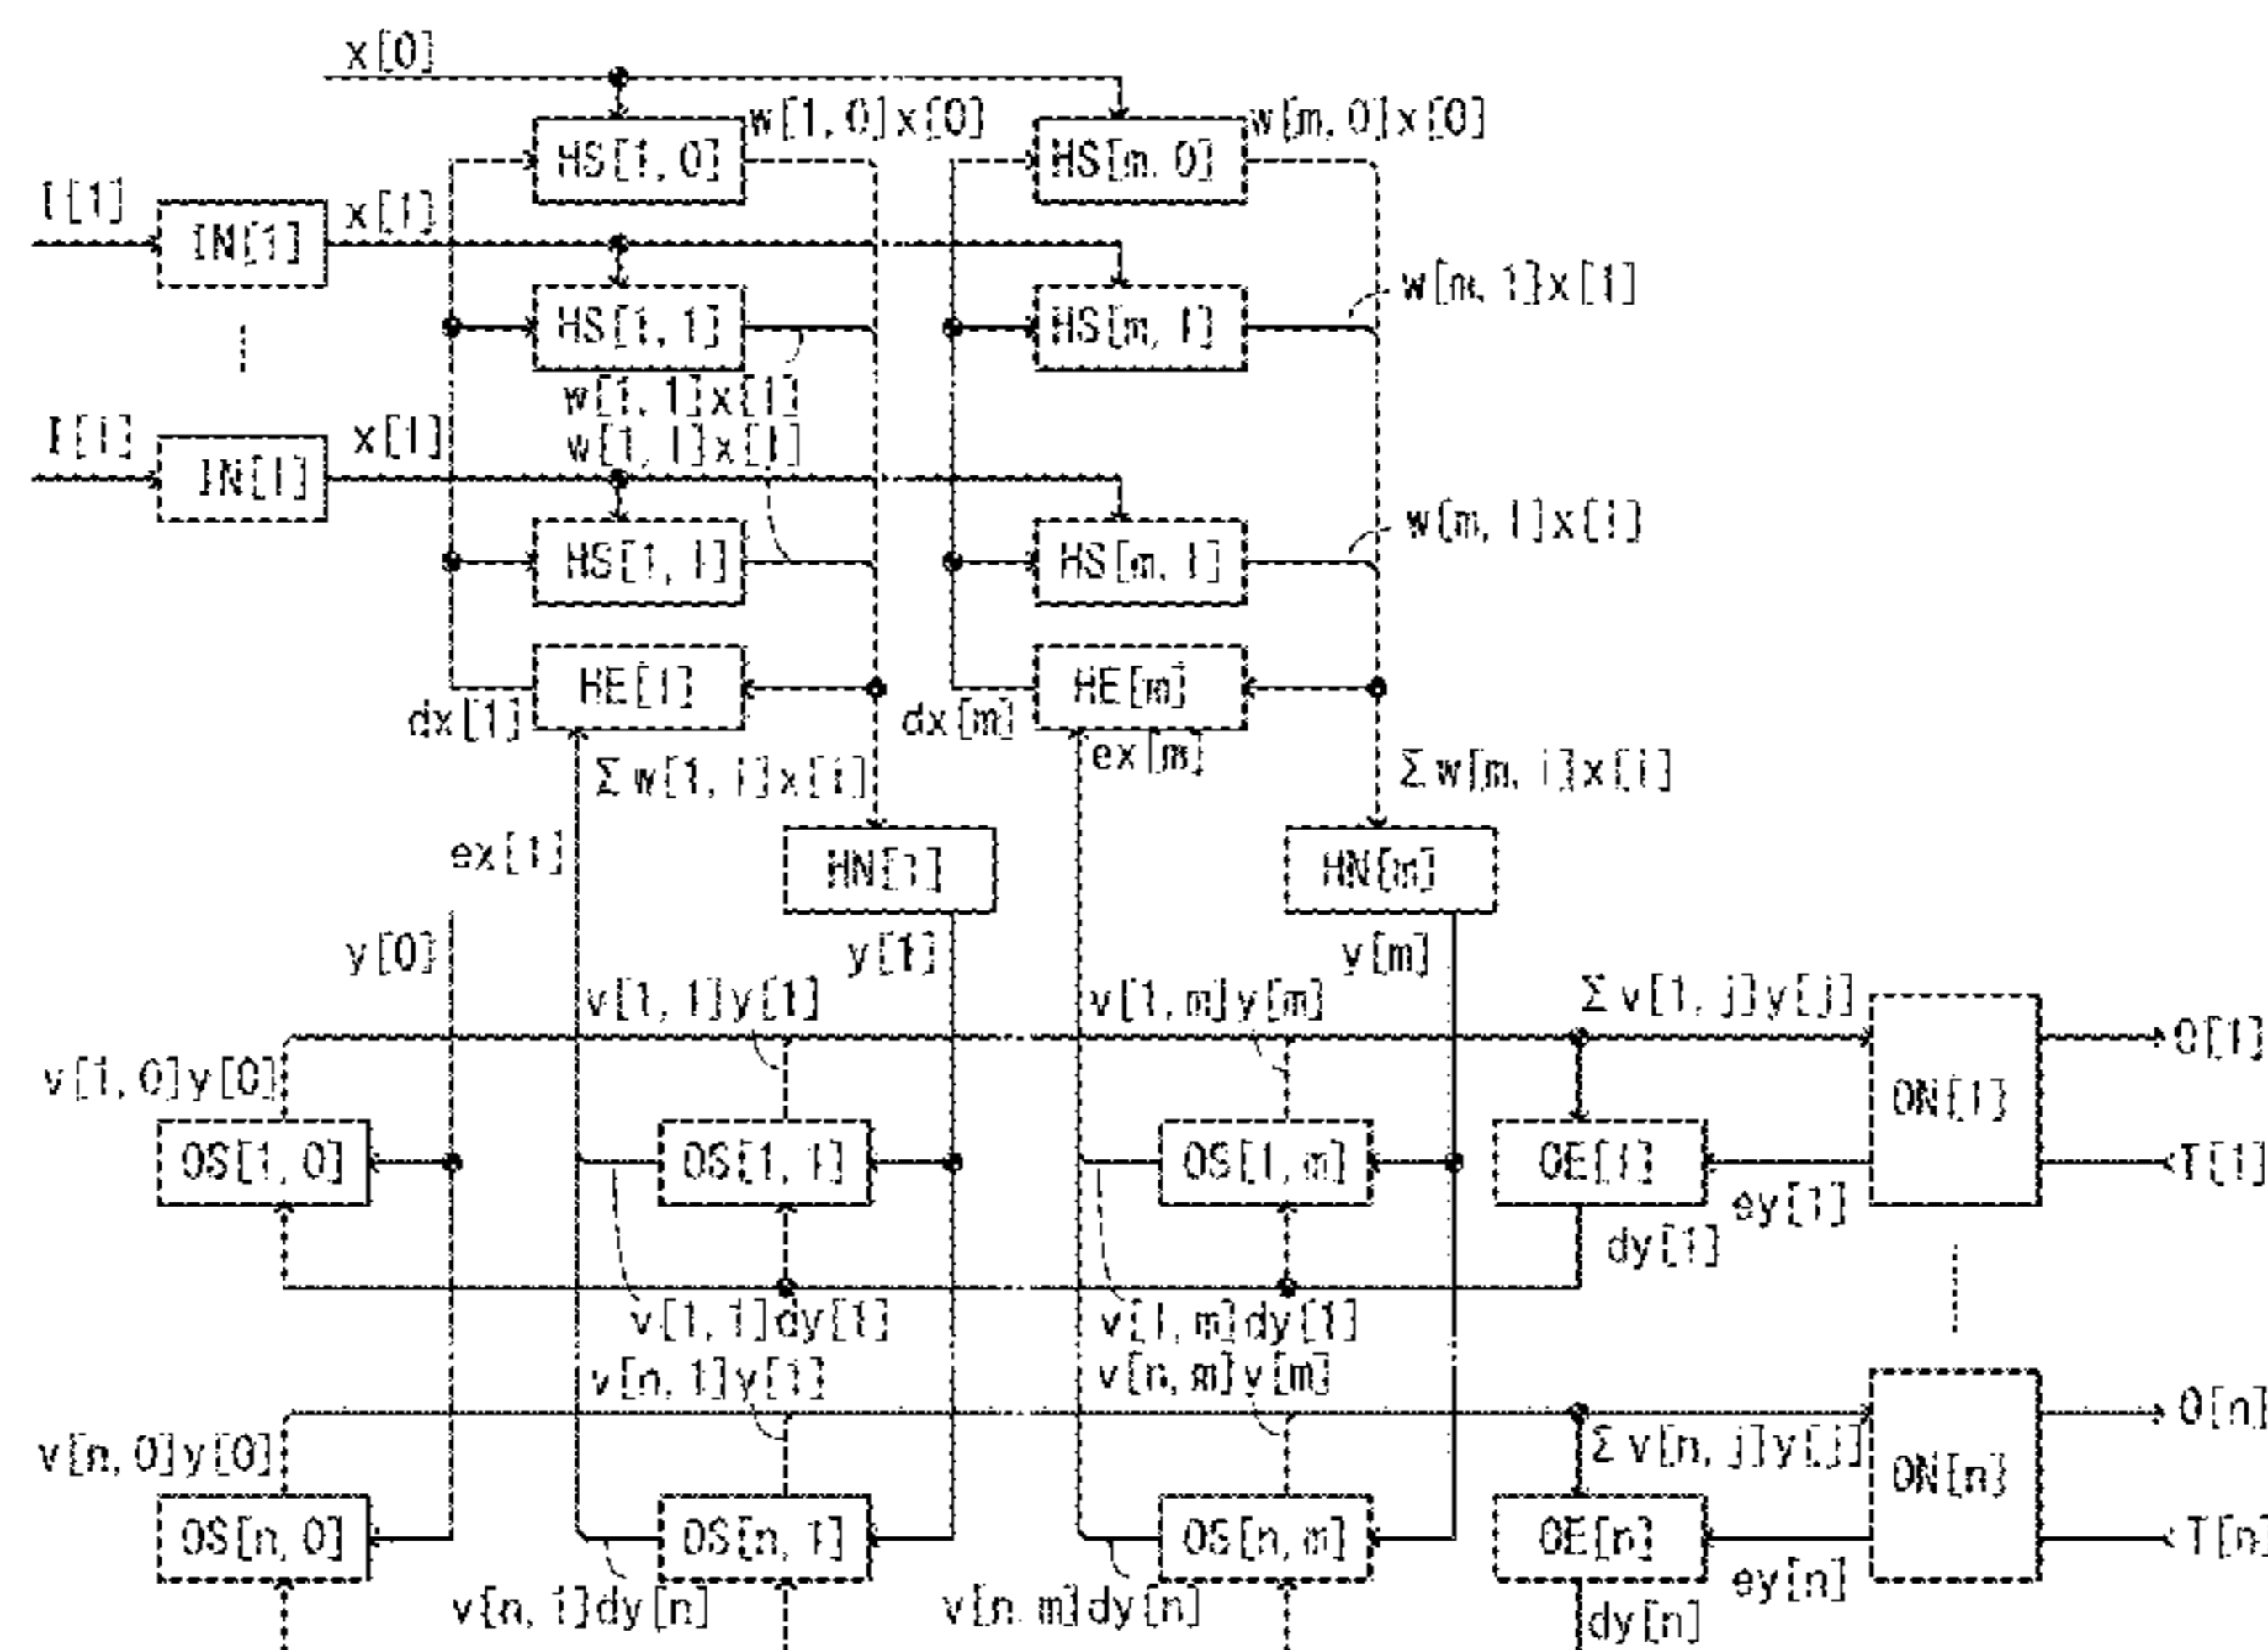 x[0]
w[1,0]x[0]
w[m,0]x[0]
HS[1,0]
HS[m,0]
I[1]
IN[1]
x[1]
HS[1,1]
HS[m,1]
w[m,1]x[1]
w[1,1]x[1]
w[1,l]x[l]
I[l]
IN[l]
x[l]
HS[1,l]
HS[m,l]
w[m,l]x[l]
HE[1]
HE[m]
dx[1]
dx[m]
ex[m]
Σw[1,i]x[i]
Σw[m,i]x[i]
ex[1]
HN[1]
HN[m]
y[0]
y[1]
y[m]
v[1,1]y[1]
v[1,m]y[m]
Σv[1,j]y[j]
O[1]
v[1,0]y[0]
ON[1]
OS[1,0]
OS[1,1]
OS[1,m]
OE[1]
T[1]
ey[1]
dy[1]
v[1,1]dy[1]
v[1,m]dy[1]
v[n,1]y[1]
v[n,m]y[m]
O[n]
v[n,0]y[0]
Σv[n,j]y[j]
ON[n]
OS[n,0]
OS[n,1]
OS[n,m]
OE[n]
T[n]
v[n,1]dy[n]
v[n m]dy[n]
ey[n]
dy[n]